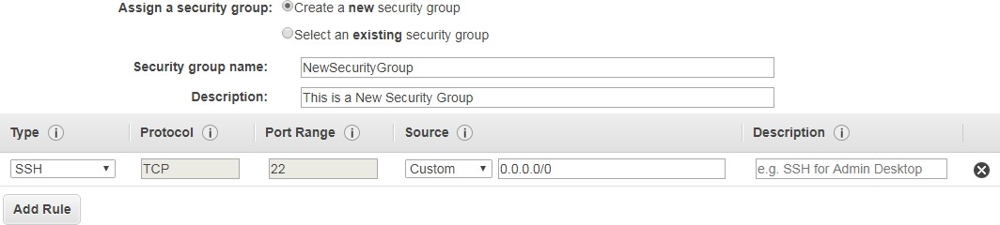 Assign a security group: Create a new security group
Select an existing security group
Security group name: NewSecurityGroup
Description: This is a New Security Group
Type i Protocol i Port Range i Source i Description i
SSH TCP 22 Custom 0.0.0.0/0 e.g. SSH for Admin Desktop
Add Rule